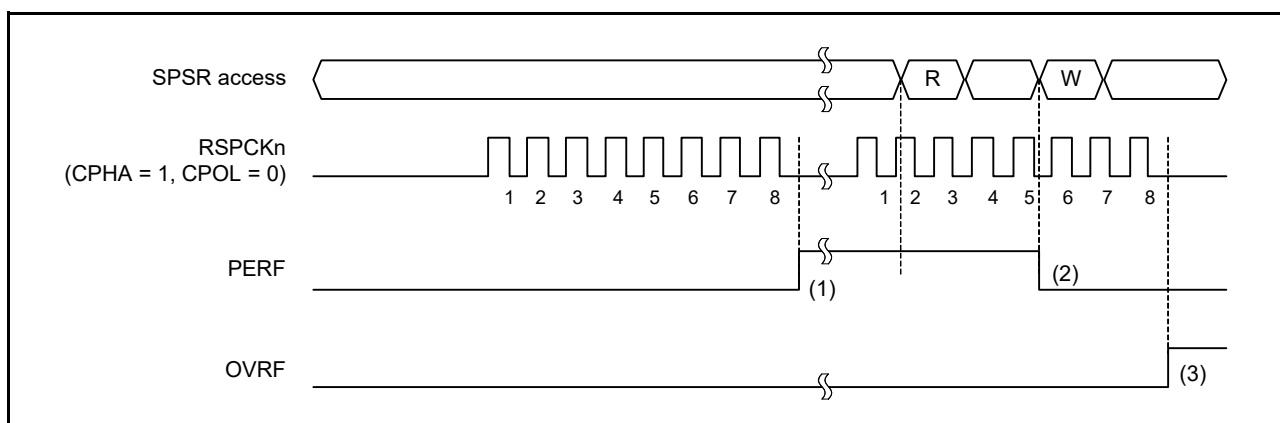 SPSR access
R
W
RSPCKn
(CPHA = 1, CPOL = 0)
1 2 3 4 5 6 7 8 1 2 3 4 5 6 7 8
PERF
(1)
(2)
OVRF
(3)